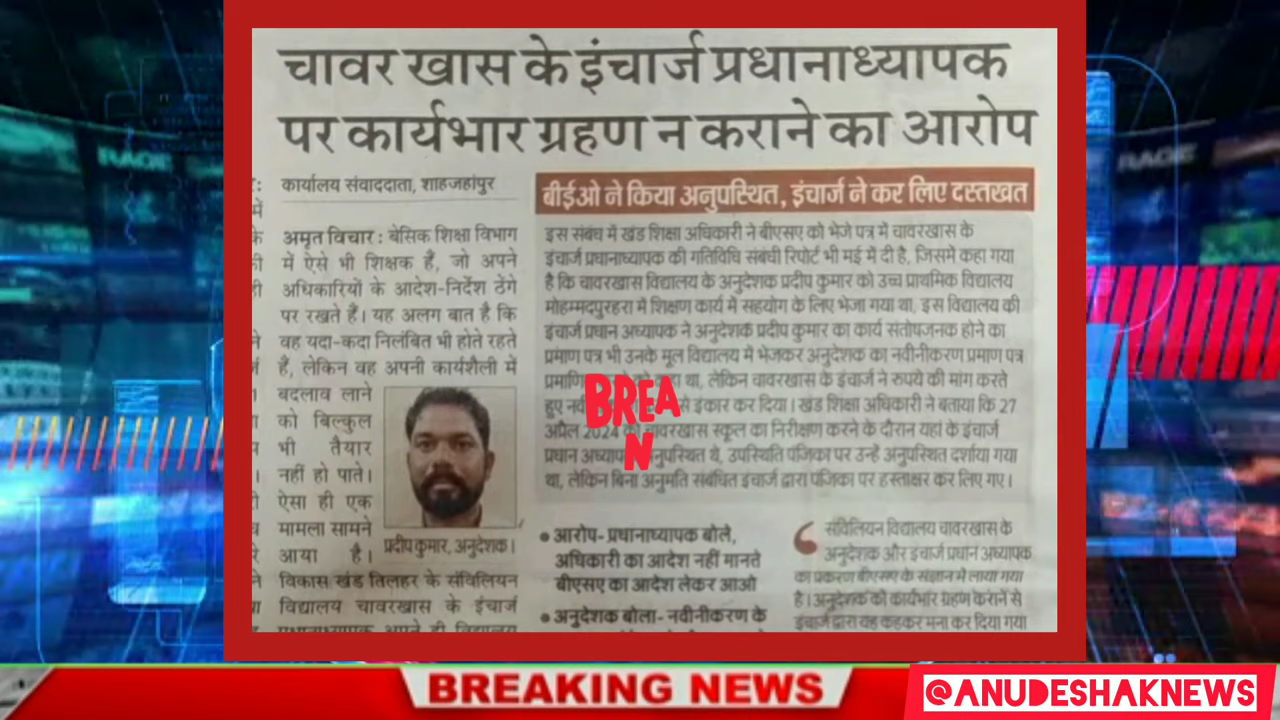 चावर खास के इंचार्ज प्रधानाध्यापक
पर कार्यभार ग्रहण न कराने का आरोप
कार्यालय संवाददाता, शाहजहांपुर
अमृत विचार : बेसिक शिक्षा विभाग
में ऐसे भी शिक्षक हैं, जो अपने
अधिकारियों के आदेश-निर्देश ठेंगे
पर रखते हैं। यह अलग बात है कि
वह यदा-कदा निलंबित भी होते रहते
हैं, लेकिन वह अपनी कार्यशैली में
बदलाव लाने
को बिल्कुल
भी तैयार
नहीं हो पाते।
ऐसा ही एक
मामला सामने
आया है।
प्रदीप कुमार, अनुदेशक।
विकास खंड तिलहर के संविलियन
विद्यालय चावरखास के इंचार्ज
प्रधानाध्यापक अपने ही विद्यालय
बीईओ ने किया अनुपस्थित, इंचार्ज ने कर लिए दस्तखत
इस संबंध में खंड शिक्षा अधिकारी ने बीएसए को भेजे पत्र में चावरखास के
इंचार्ज प्रधानाध्यापक की गतिविधि संबंधी रिपोर्ट भी मई में दी है, जिसमें कहा गया
है कि चावरखास विद्यालय के अनुदेशक प्रदीप कुमार को उच्च प्राथमिक विद्यालय
मोहम्मदपुरहरा में शिक्षण कार्य में सहयोग के लिए भेजा गया था, इस विद्यालय की
इंचार्ज प्रधान अध्यापक ने अनुदेशक प्रदीप कुमार का कार्य संतोषजनक होने का
प्रमाण पत्र भी उनके मूल विद्यालय में भेजकर अनुदेशक का नवीनीकरण प्रमाण पत्र
था, लेकिन चावरखास के इंचार्ज ने रुपये की मांग करते
हुए से इंकार कर दिया। खंड शिक्षा अधिकारी ने बताया कि 27
अप्रैल 2024 को चावरखास स्कूल का निरीक्षण करने के दौरान यहां के इंचार्ज
प्रधान अनुपस्थित थे, उपस्थिति पंजिका पर उन्हें अनुपस्थित दर्शाया गया
था, लेकिन बिना अनुमति संबंधित इंचार्ज द्वारा पंजिका पर हस्ताक्षर कर लिए गए।
BREA
N
● आरोप- प्रधानाध्यापक बोले,
अधिकारी का आदेश नहीं मानते
बीएसए का आदेश लेकर आओ
● अनुदेशक बोला- नवीनीकरण के
संविलियन विद्यालय चावरखास के
अनुदेशक और इंचार्ज प्रधान अध्यापक
का प्रकरण बीएसए के संज्ञान में लाया गया
है। अनुदेशक को कार्यभार ग्रहण कराने से
इंचार्ज द्वारा यह कहकर मना कर दिया गया
BREAKING NEWS
@ANUDESHAKNEWS